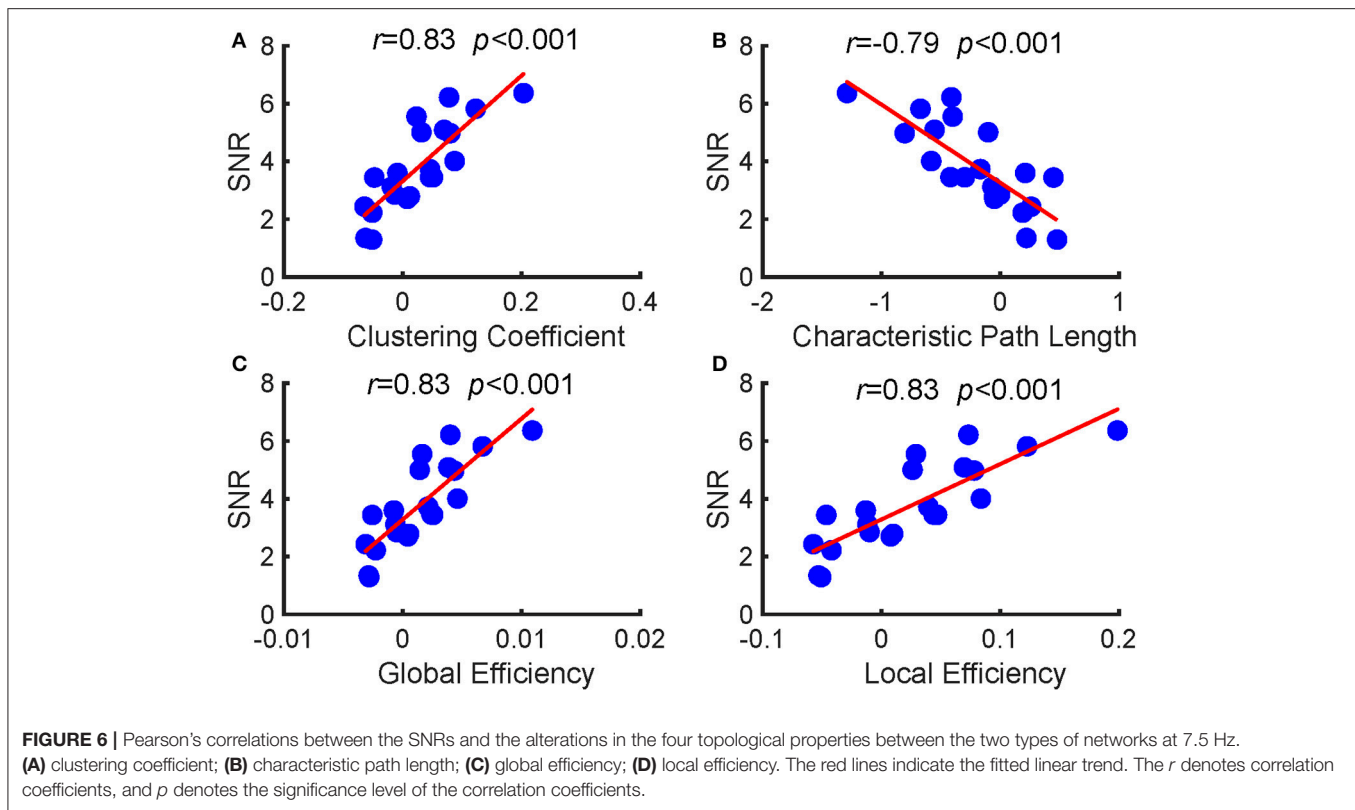 A
r=0.83 p<0.001
8
6
4
2
0
SNR
-0.2 0 0.2 0.4
Clustering Coefficient
B
r=-0.79 p<0.001
8
6
4
2
0
SNR
-2 -1 0 1
Characteristic Path Length
C
r=0.83 p<0.001
8
6
4
2
0
SNR
-0.01 0 0.01 0.02
Global Efficiency
D
r=0.83 p<0.001
8
6
4
2
0
SNR
-0.1 0 0.1 0.2
Local Efficiency
FIGURE 6 | Pearson's correlations between the SNRs and the alterations in the four topological properties between the two types of networks at 7.5 Hz.
(A) clustering coefficient; (B) characteristic path length; (C) global efficiency; (D) local efficiency. The red lines indicate the fitted linear trend. The r denotes correlation
coefficients, and p denotes the significance level of the correlation coefficients.